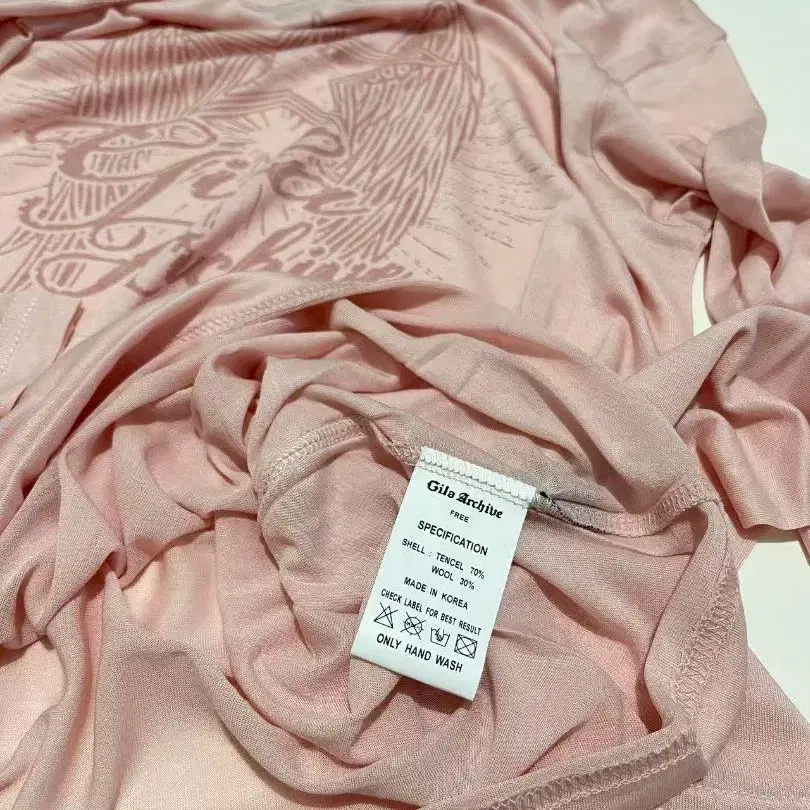 Gila Archive
FREE
SPECIFICATION
SHELL : TENCEL 70%
WOOL 30%
MADE IN KOREA
CHECK LABEL FOR BEST RESULT
ONLY HAND WASH